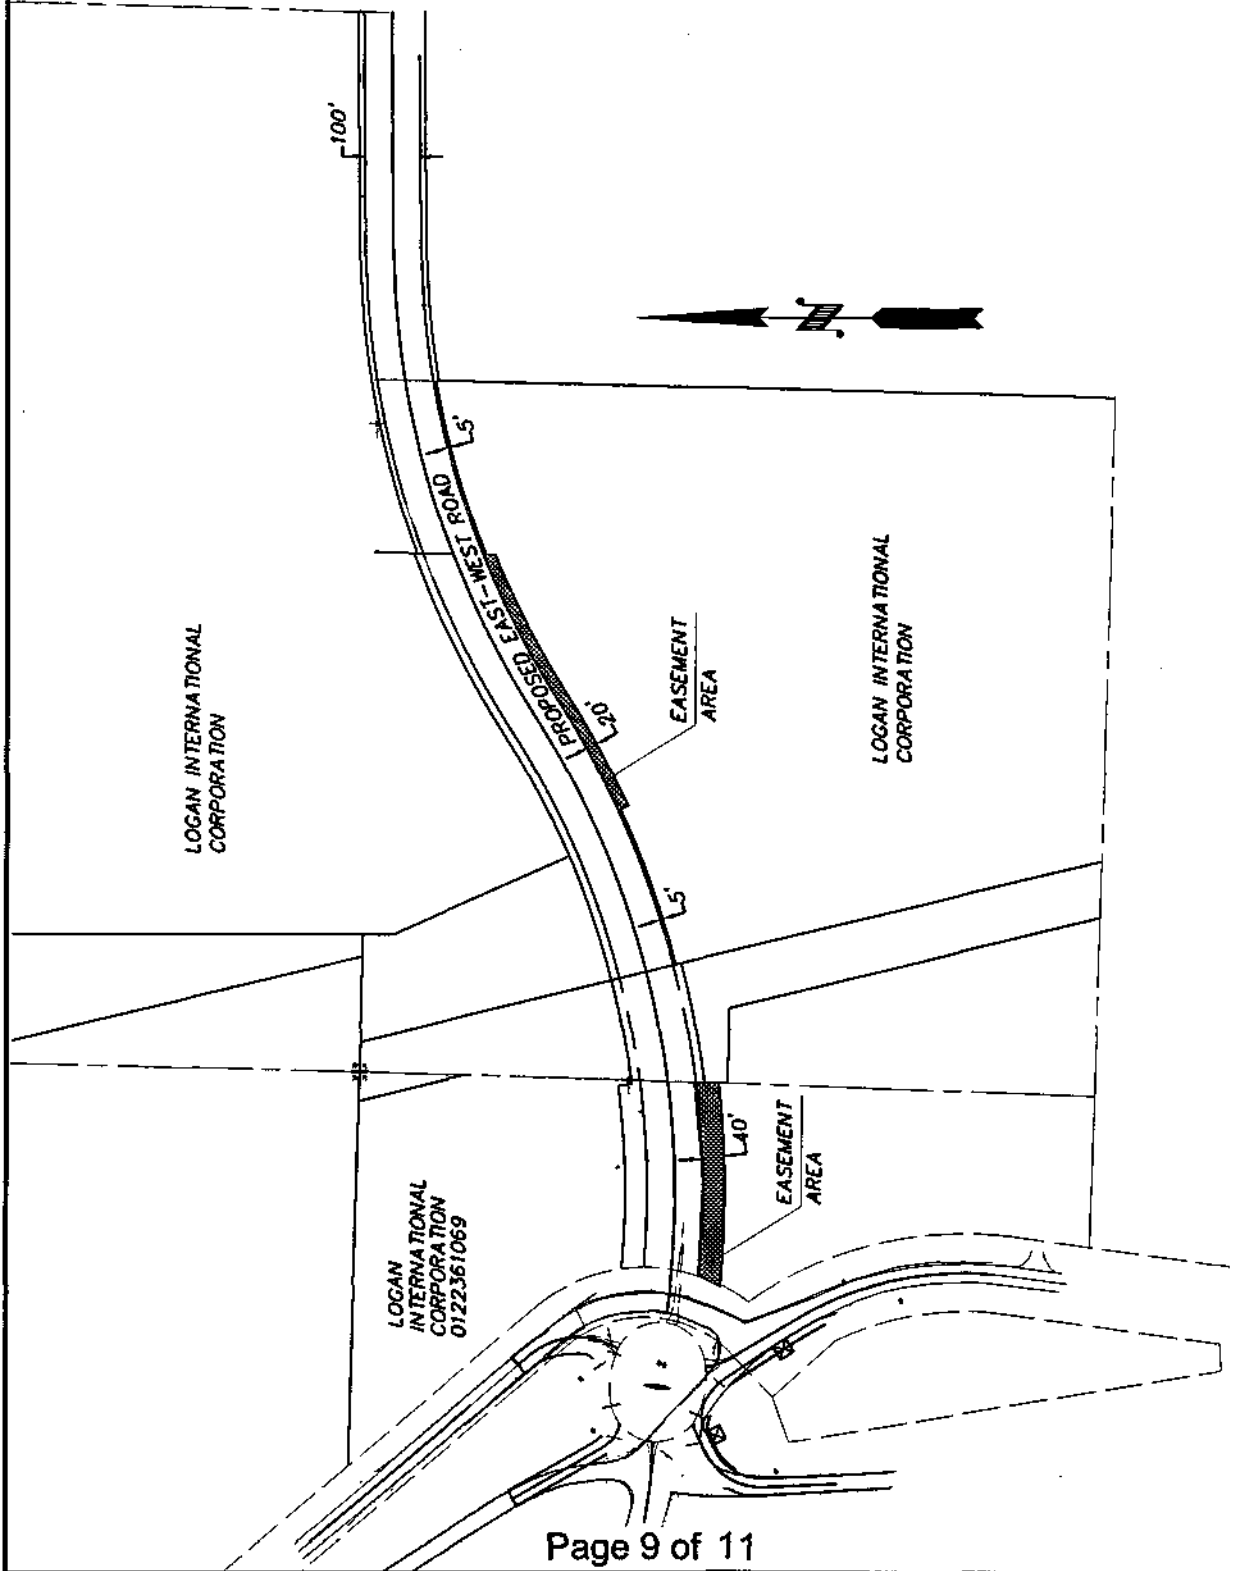 100'
5'
PROPOSED EAST-WEST ROAD
LOGAN INTERNATIONAL
CORPORATION
LOGAN INTERNATIONAL
CORPORATION
EASEMENT
AREA
20'
5'
40'
EASEMENT
AREA
LOGAN
INTERNATIONAL
CORPORATION
0122361069
N
Page 9 of 11